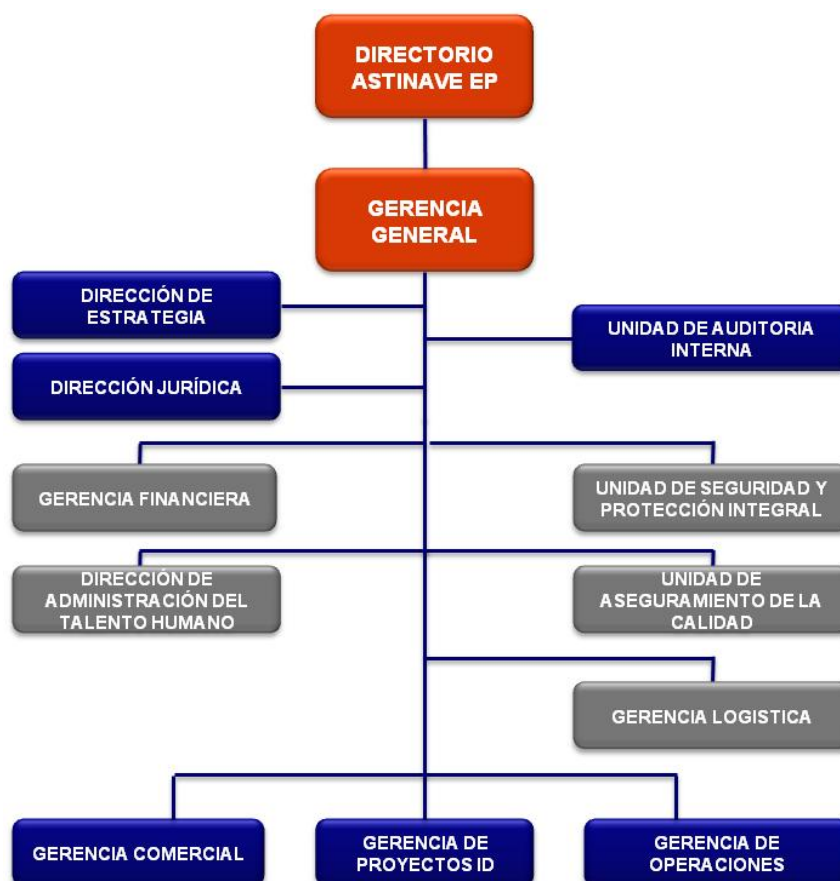 DIRECTORIO
ASTINAVE EP
GERENCIA
GENERAL
DIRECCIÓN DE
ESTRATEGIA
UNIDAD DE AUDITORIA
INTERNA
DIRECCIÓN JURÍDICA
GERENCIA FINANCIERA
UNIDAD DE SEGURIDAD Y
PROTECCIÓN INTEGRAL
DIRECCIÓN DE
ADMINISTRACIÓN DEL
TALENTO HUMANO
UNIDAD DE
ASEGURAMIENTO DE LA
CALIDAD
GERENCIA LOGISTICA
GERENCIA COMERCIAL
GERENCIA DE
PROYECTOS ID
GERENCIA DE
OPERACIONES